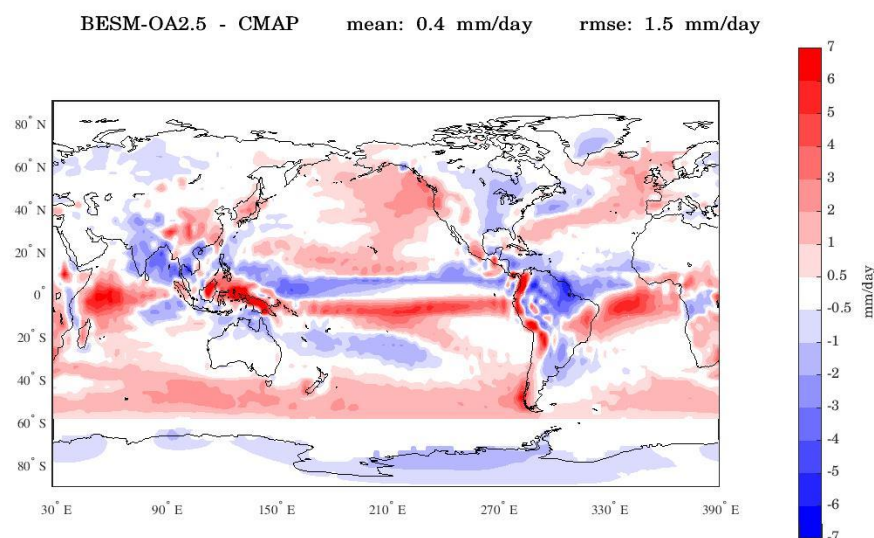 BESM-OA2.5 - CMAP mean: 0.4 mm/day rmse: 1.5 mm/day
80° N
60° N
40° N
20° N
0°
20° S
40° S
60° S
80° S
30° E 90° E 150° E 210° E 270° E 330° E 390° E
7
6
5
4
3
2
1
0.5
-0.5
-1
-2
-3
-4
-5
-6
-7
mm/day